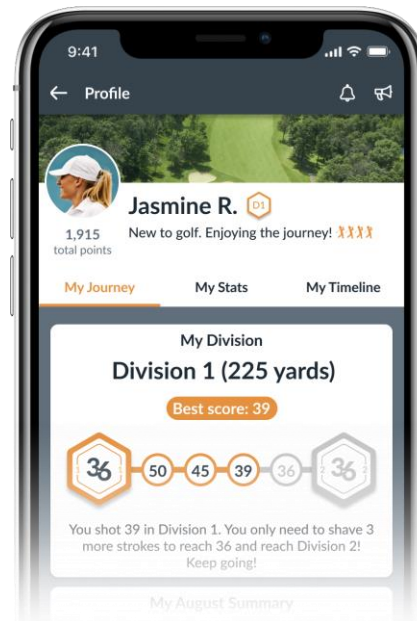 9:41
Profile
Jasmine R. D1
1,915
total points
New to golf. Enjoying the journey!
My Journey My Stats My Timeline
My Division
Division 1 (225 yards)
Best score: 39
36 50 45 39 36 36
You shot 39 in Division 1. You only need to shave 3
more strokes to reach 36 and reach Division 2!
Keep going!
My August Summary